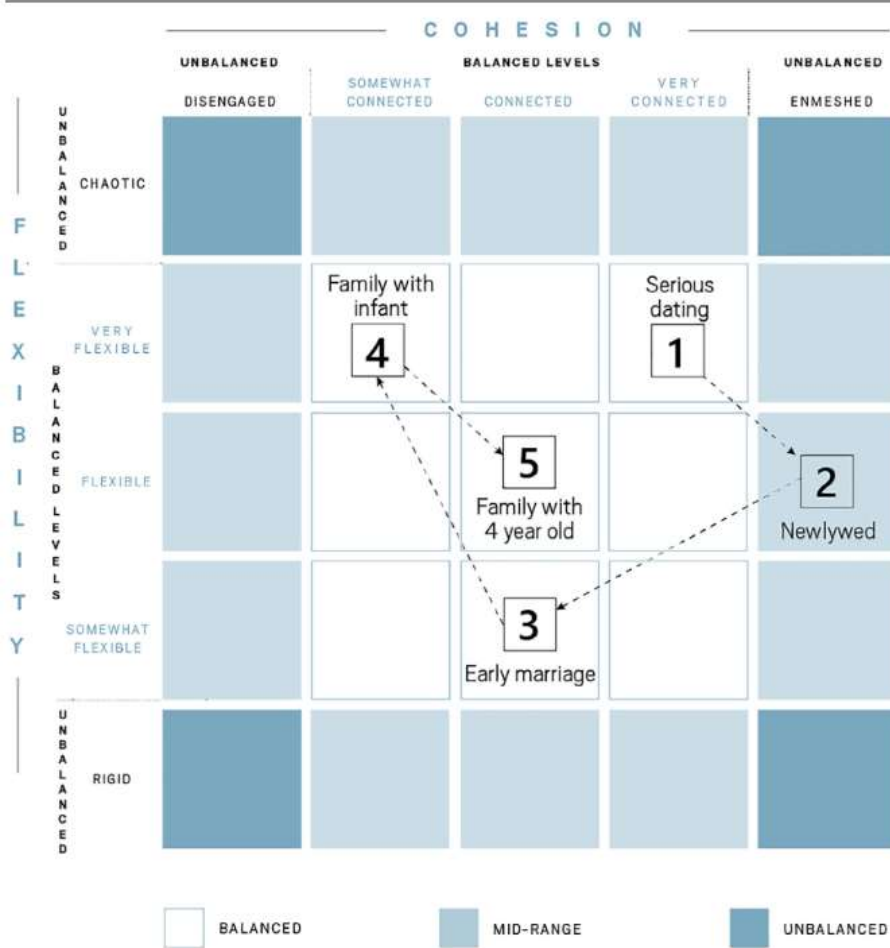 COHESION
UNBALANCED
BALANCED LEVELS
UNBALANCED
DISENGAGED
SOMEWHAT
CONNECTED
CONNECTED
VERY
CONNECTED
ENMESHED
FLEXIBILITY
UNBALANCED
CHAOTIC
BALANCED LEVELS
VERY
FLEXIBLE
Family with
infant
4
Serious
dating
1
FLEXIBLE
5
Family with
4 year old
2
Newlywed
SOMEWHAT
FLEXIBLE
3
Early marriage
UNBALANCED
RIGID
BALANCED
MID-RANGE
UNBALANCED